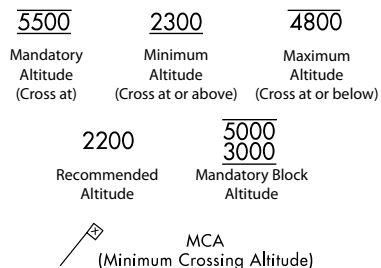 5500 2300 4800
Mandatory Minimum Maximum
Altitude Altitude Altitude
(Cross at) (Cross at or above) (Cross at or below)
2200 5000
3000
Recommended Mandatory Block
Altitude Altitude
x MCA
(Minimum Crossing Altitude)